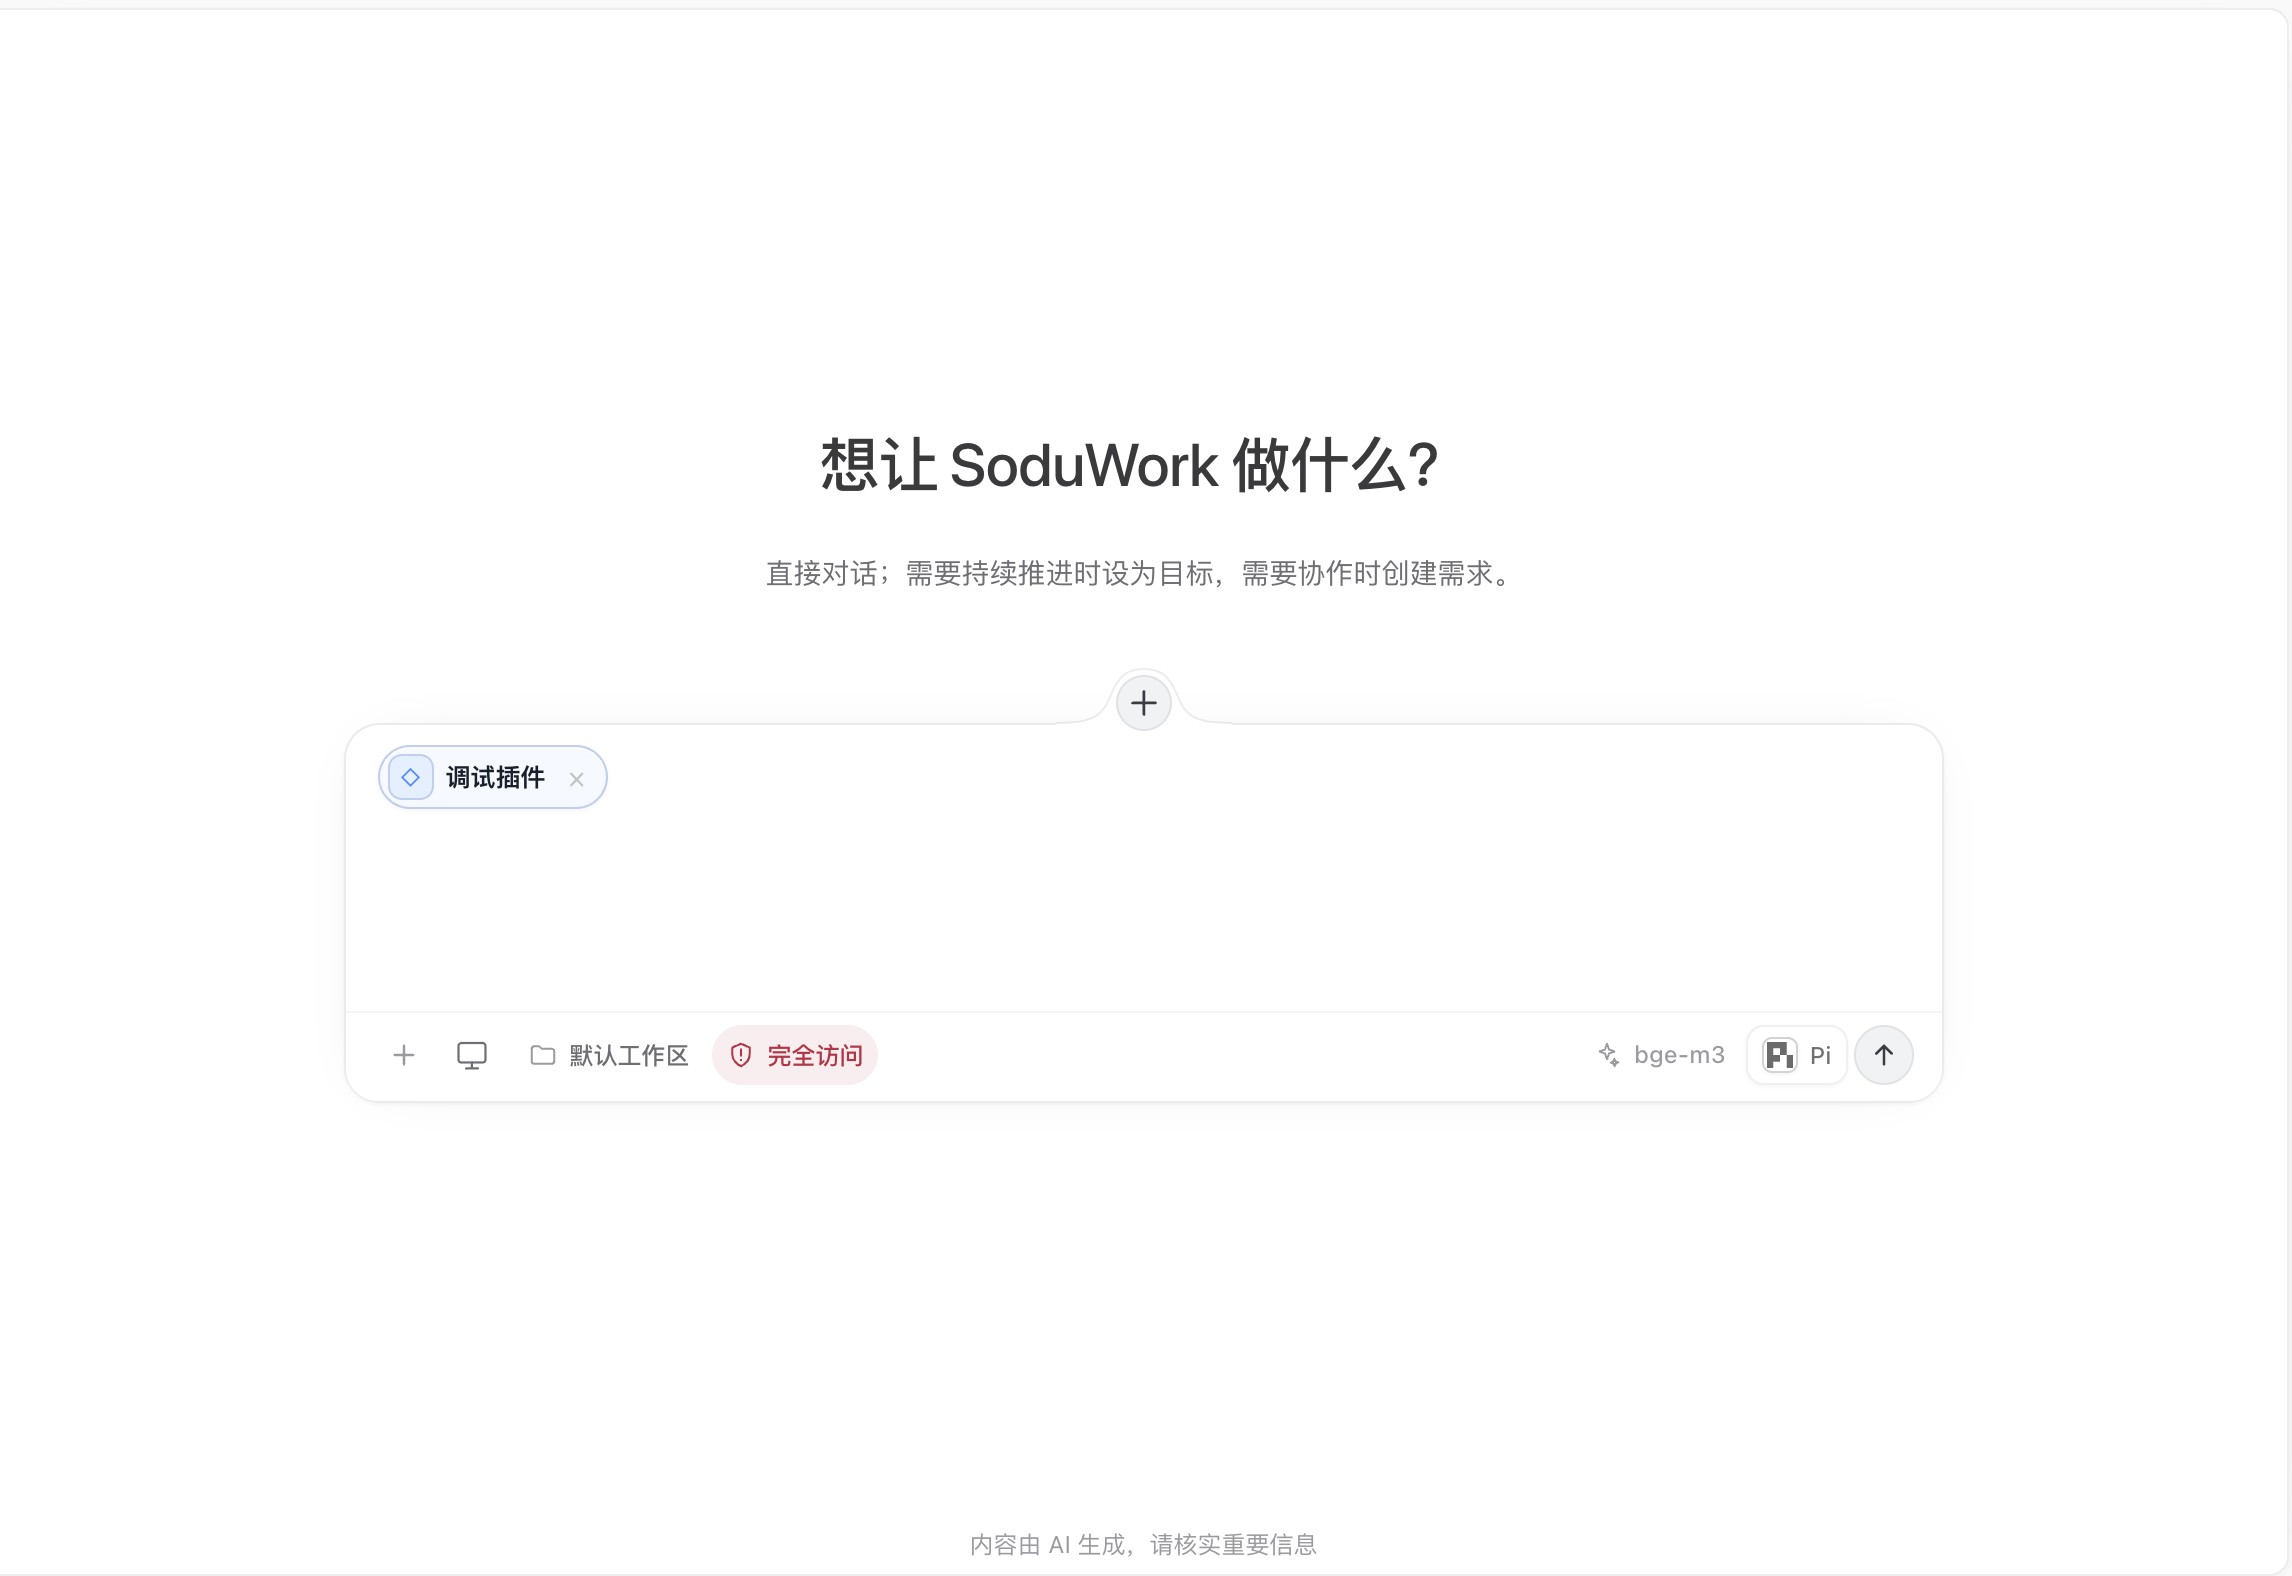 想让 SoduWork 做什么?
直接对话；需要持续推进时设为目标，需要协作时创建需求。
调试插件
默认工作区 完全访问 bge-m3 Pi
内容由 AI 生成，请核实重要信息